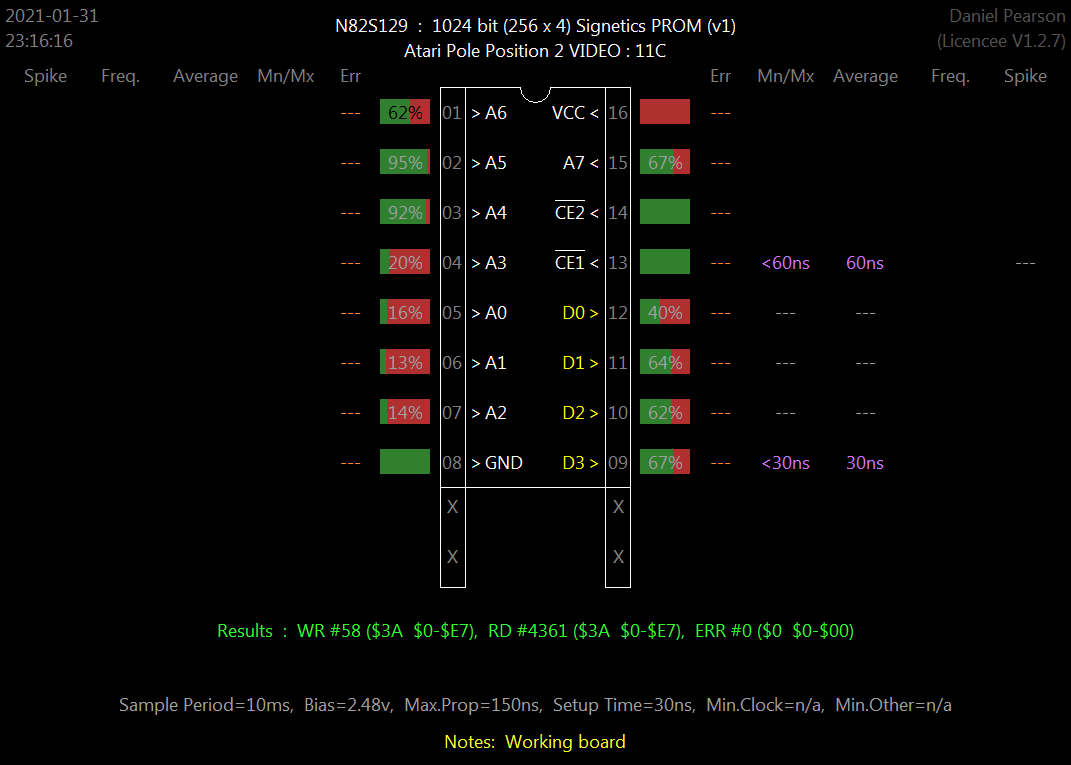 2021-01-31 N82S129 : 1024 bit (256 x 4) Signetics PROM (v1) Daniel Pearson
23:16:16 Atari Pole Position 2 VIDEO : 11C (Licencee V1.2.7)
Spike Freq. Average Mn/Mx Err Err Mn/Mx Average Freq. Spike
--- 62% 01 > A6 VCC < 16 ---
--- 95% 02 > A5 A7 < 15 67% ---
--- 92% 03 > A4 CE2 < 14 ---
--- 20% 04 > A3 CE1 < 13 --- <60ns 60ns ---
--- 16% 05 > A0 D0 > 12 40% --- --- ---
--- 13% 06 > A1 D1 > 11 64% --- --- ---
--- 14% 07 > A2 D2 > 10 62% --- --- ---
--- 08 > GND D3 > 09 67% --- <30ns 30ns
X X
X X
Results : WR #58 ($3A $0-$E7), RD #4361 ($3A $0-$E7), ERR #0 ($0 $0-$00)
Sample Period=10ms, Bias=2.48v, Max.Prop=150ns, Setup Time=30ns, Min.Clock=n/a, Min.Other=n/a
Notes: Working board